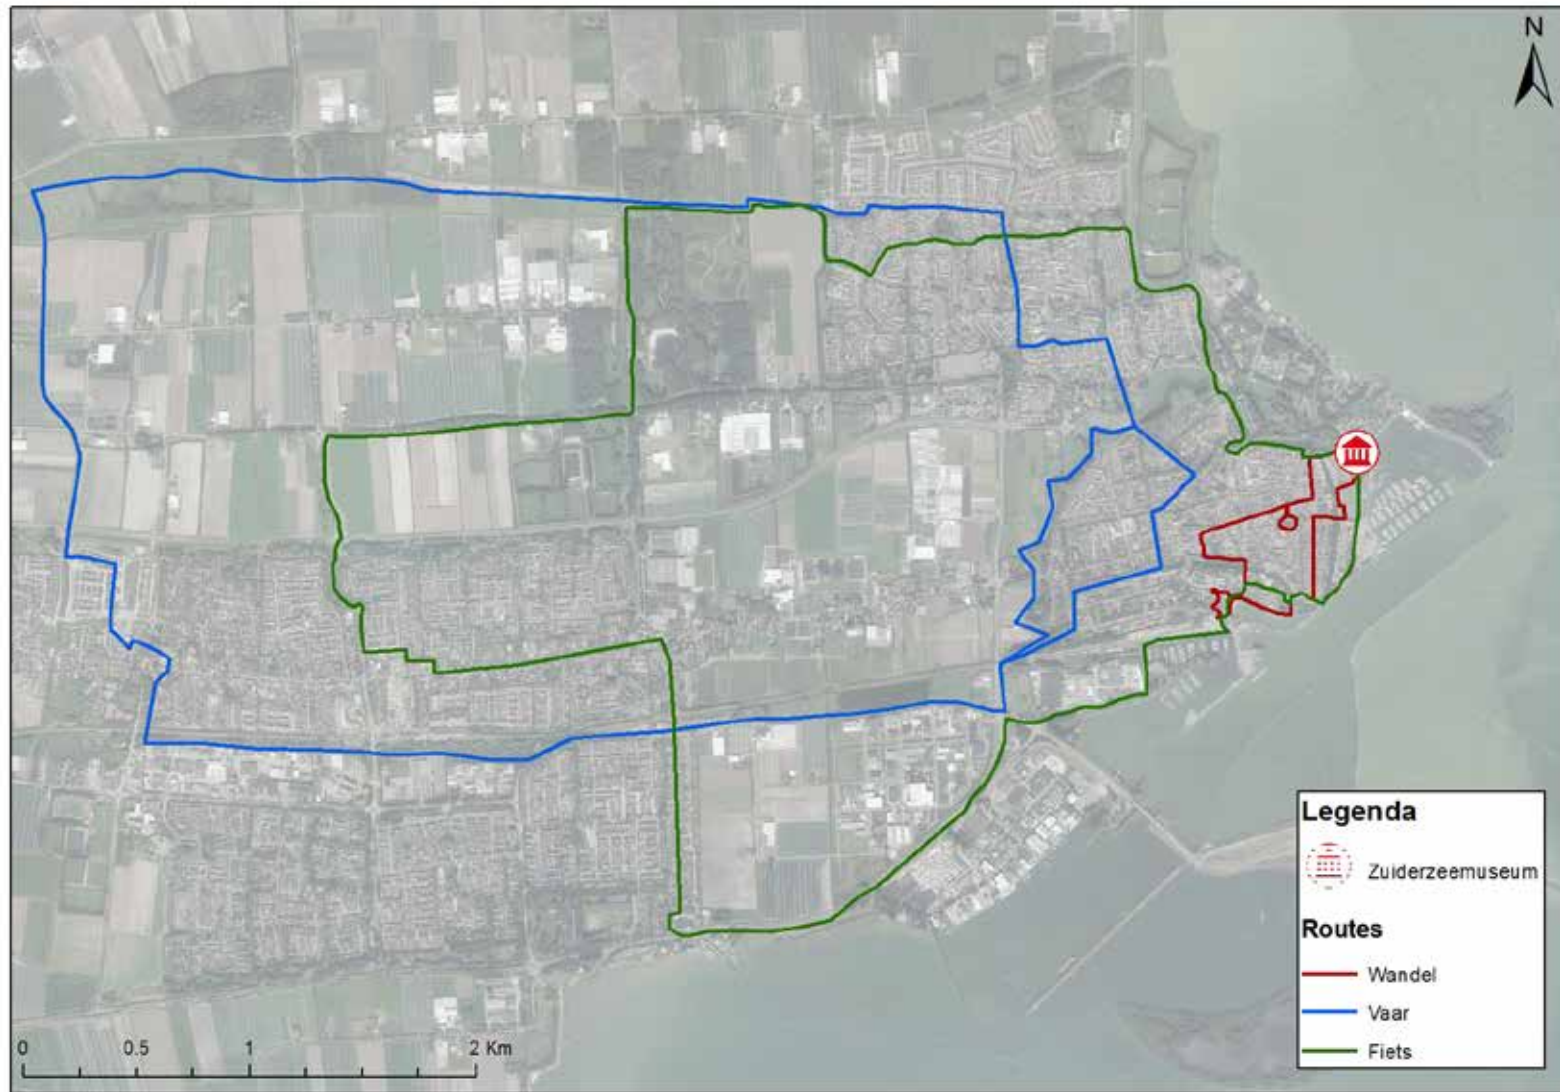 N
Legenda
Zuiderzeemuseum
Routes
Wandel
Vaar
Fiets
0 0.5 1 2 Km